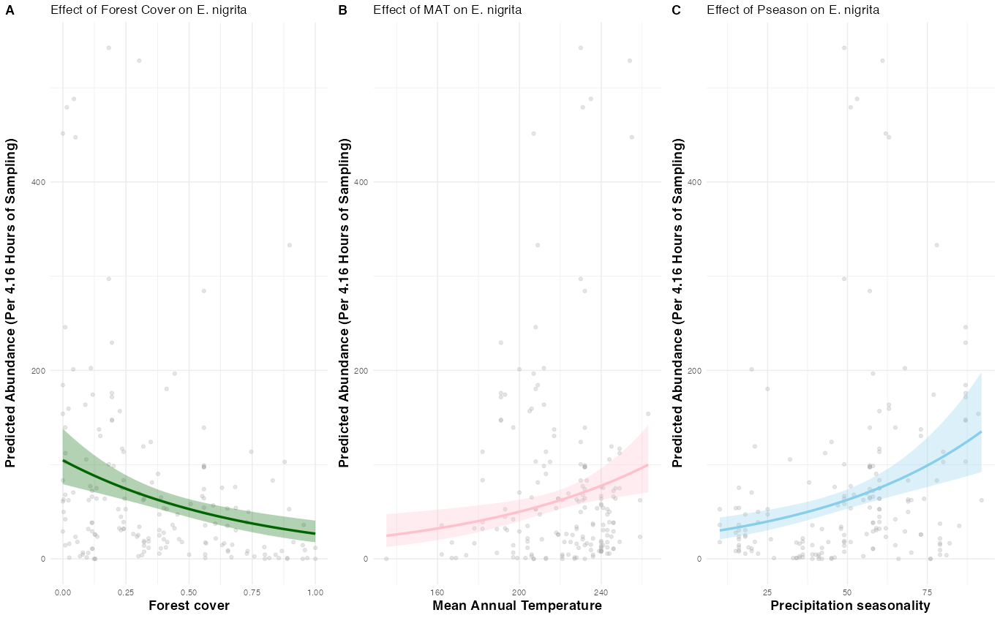 A Effect of Forest Cover on E. nigrita
Predicted Abundance (Per 4.16 Hours of Sampling)
400
200
0
0.00 0.25 0.50 0.75 1.00
Forest cover
B Effect of MAT on E. nigrita
Predicted Abundance (Per 4.16 Hours of Sampling)
400
200
0
160 200 240
Mean Annual Temperature
C Effect of Pseason on E. nigrita
Predicted Abundance (Per 4.16 Hours of Sampling)
400
200
0
25 50 75
Precipitation seasonality